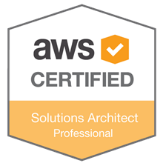 aws
CERTIFIED
Solutions Architect
Professional